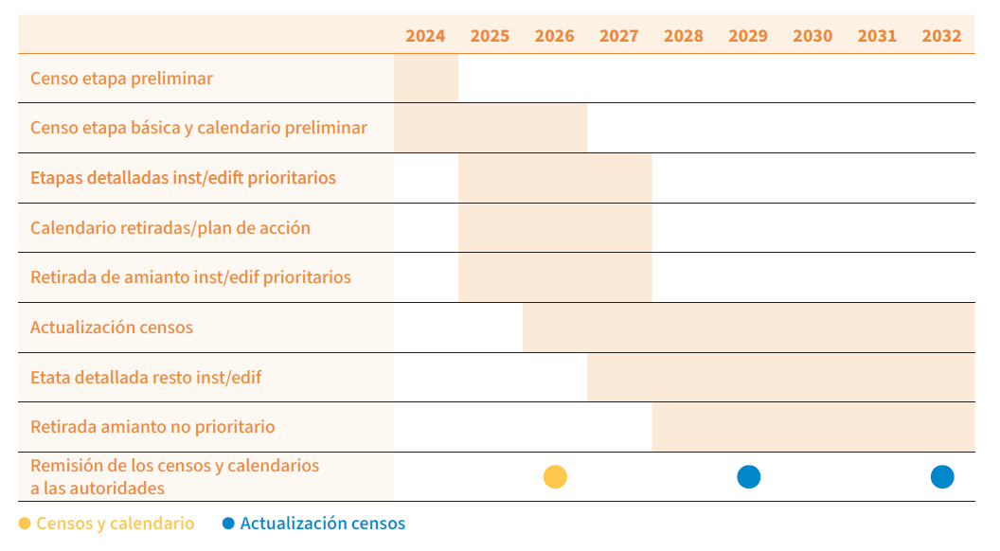 2024 2025 2026 2027 2028 2029 2030 2031 2032
Censo etapa preliminar
Censo etapa básica y calendario preliminar
Etapas detalladas inst/edift prioritarios
Calendario retiradas/plan de acción
Retirada de amianto inst/edif prioritarios
Actualización censos
Etata detallada resto inst/edif
Retirada amianto no prioritario
Remisión de los censos y calendarios
a las autoridades
Censos y calendario Actualización censos